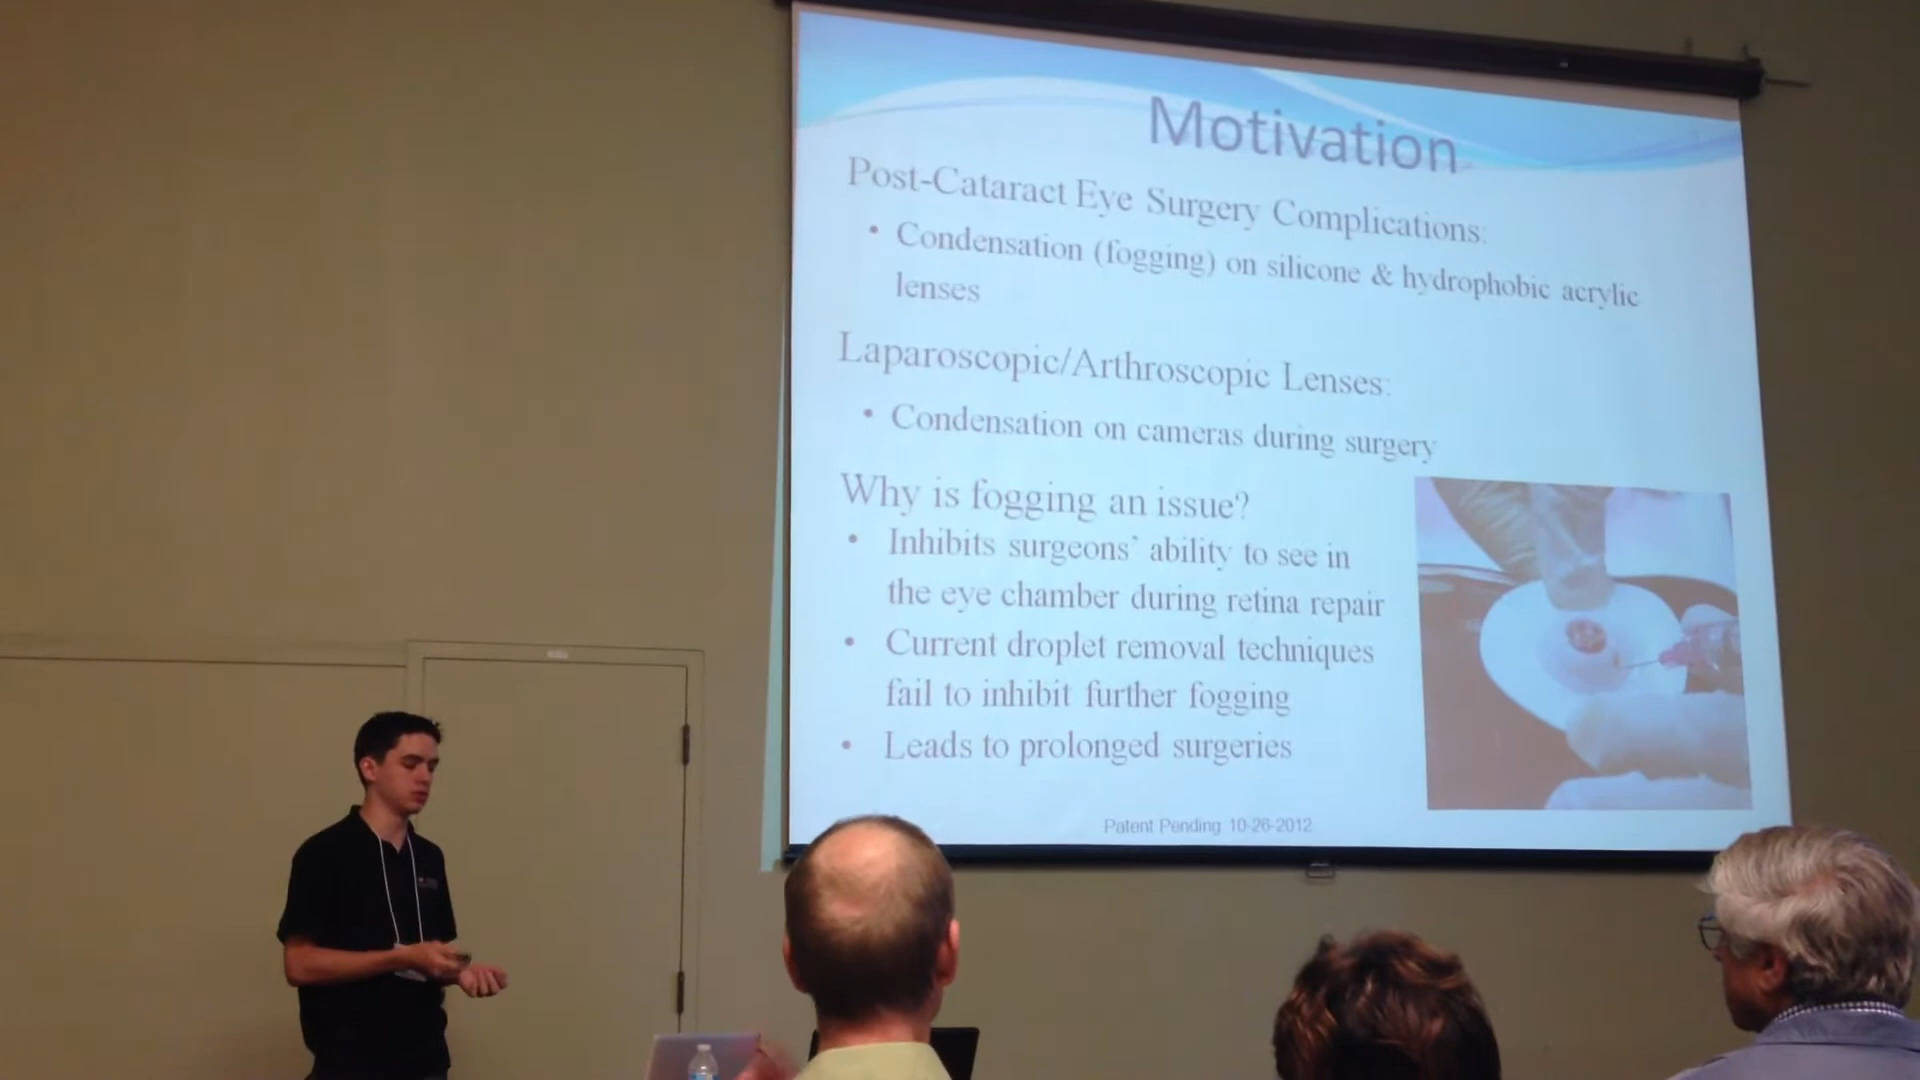 Motivation
Post-Cataract Eye Surgery Complications:
• Condensation (fogging) on silicone & hydrophobic acrylic
lenses
Laparoscopic/Arthroscopic Lenses:
• Condensation on cameras during surgery
Why is fogging an issue?
• Inhibits surgeons’ ability to see in
the eye chamber during retina repair
• Current droplet removal techniques
fail to inhibit further fogging
• Leads to prolonged surgeries
Patent Pending 10-26-2012